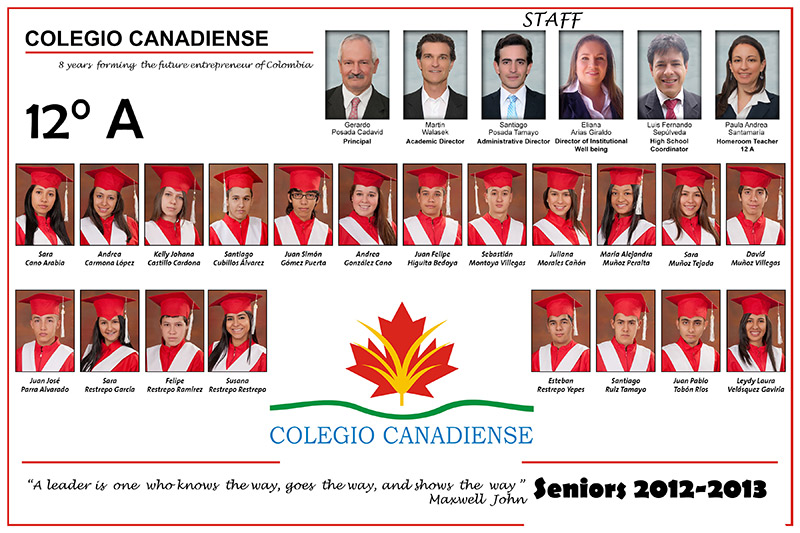 COLEGIO CANADIENSE
8 years forming the future entrepreneur of Colombia
12º A
STAFF
Gerardo
Posada Cadavid
Principal
Martin
Walasek
Academic Director
Santiago
Posada Tamayo
Administrative Director
Eliana
Arias Giraldo
Director of Institutional
Well being
Luis Fernando
Sepúlveda
High School
Coordinator
Paula Andrea
Santamaría
Homeroom Teacher
12 A
Sara
Cano Arabia
Andrea
Carmona López
Kelly Johana
Castillo Cardona
Santiago
Cubillos Álvarez
Juan Simón
Gómez Puerta
Andrea
González Cano
Juan Felipe
Higuita Bedoya
Sebastián
Montoya Villegas
Juliana
Morales Cañón
María Alejandra
Muñoz Peralta
Sara
Muñoz Tejada
David
Muñoz Villegas
Juan José
Parra Alvarado
Sara
Restrepo García
Felipe
Restrepo Ramírez
Susana
Restrepo Restrepo
Esteban
Restrepo Yepes
Santiago
Ruíz Tamayo
Juan Pablo
Tobón Ríos
Leydy Laura
Velásquez Gaviria
COLEGIO CANADIENSE
"A leader is one who knows the way, goes the way, and shows the way"
Maxwell John
Seniors 2012-2013